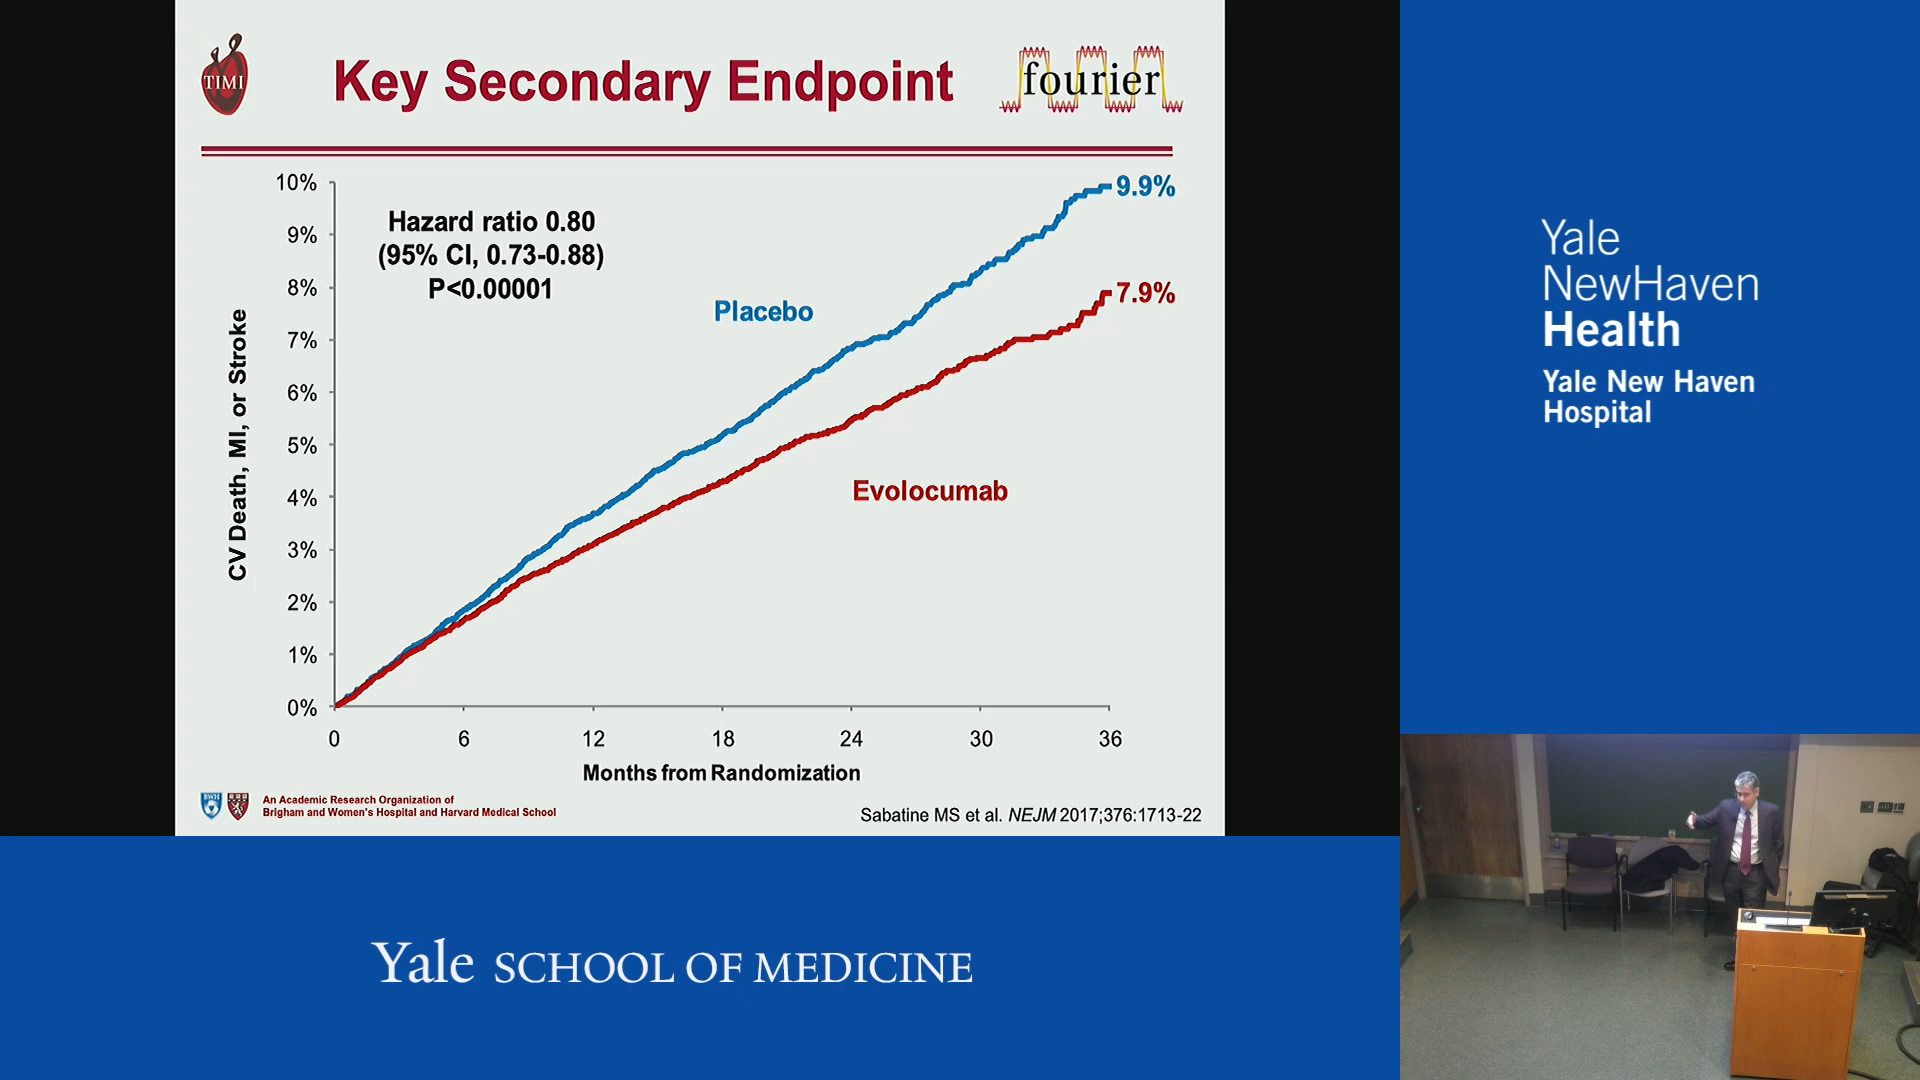 TIMI
Key Secondary Endpoint
fourier
10%
9%
8%
7%
6%
5%
4%
3%
2%
1%
0%
CV Death, MI, or Stroke
Hazard ratio 0.80
(95% CI, 0.73-0.88)
P<0.00001
9.9%
Placebo
7.9%
Evolocumab
0 6 12 18 24 30 36
Months from Randomization
BWH
An Academic Research Organization of
Brigham and Women's Hospital and Harvard Medical School
Sabatine MS et al. NEJM 2017;376:1713-22
Yale
NewHaven
Health
Yale New Haven
Hospital
Yale SCHOOL OF MEDICINE